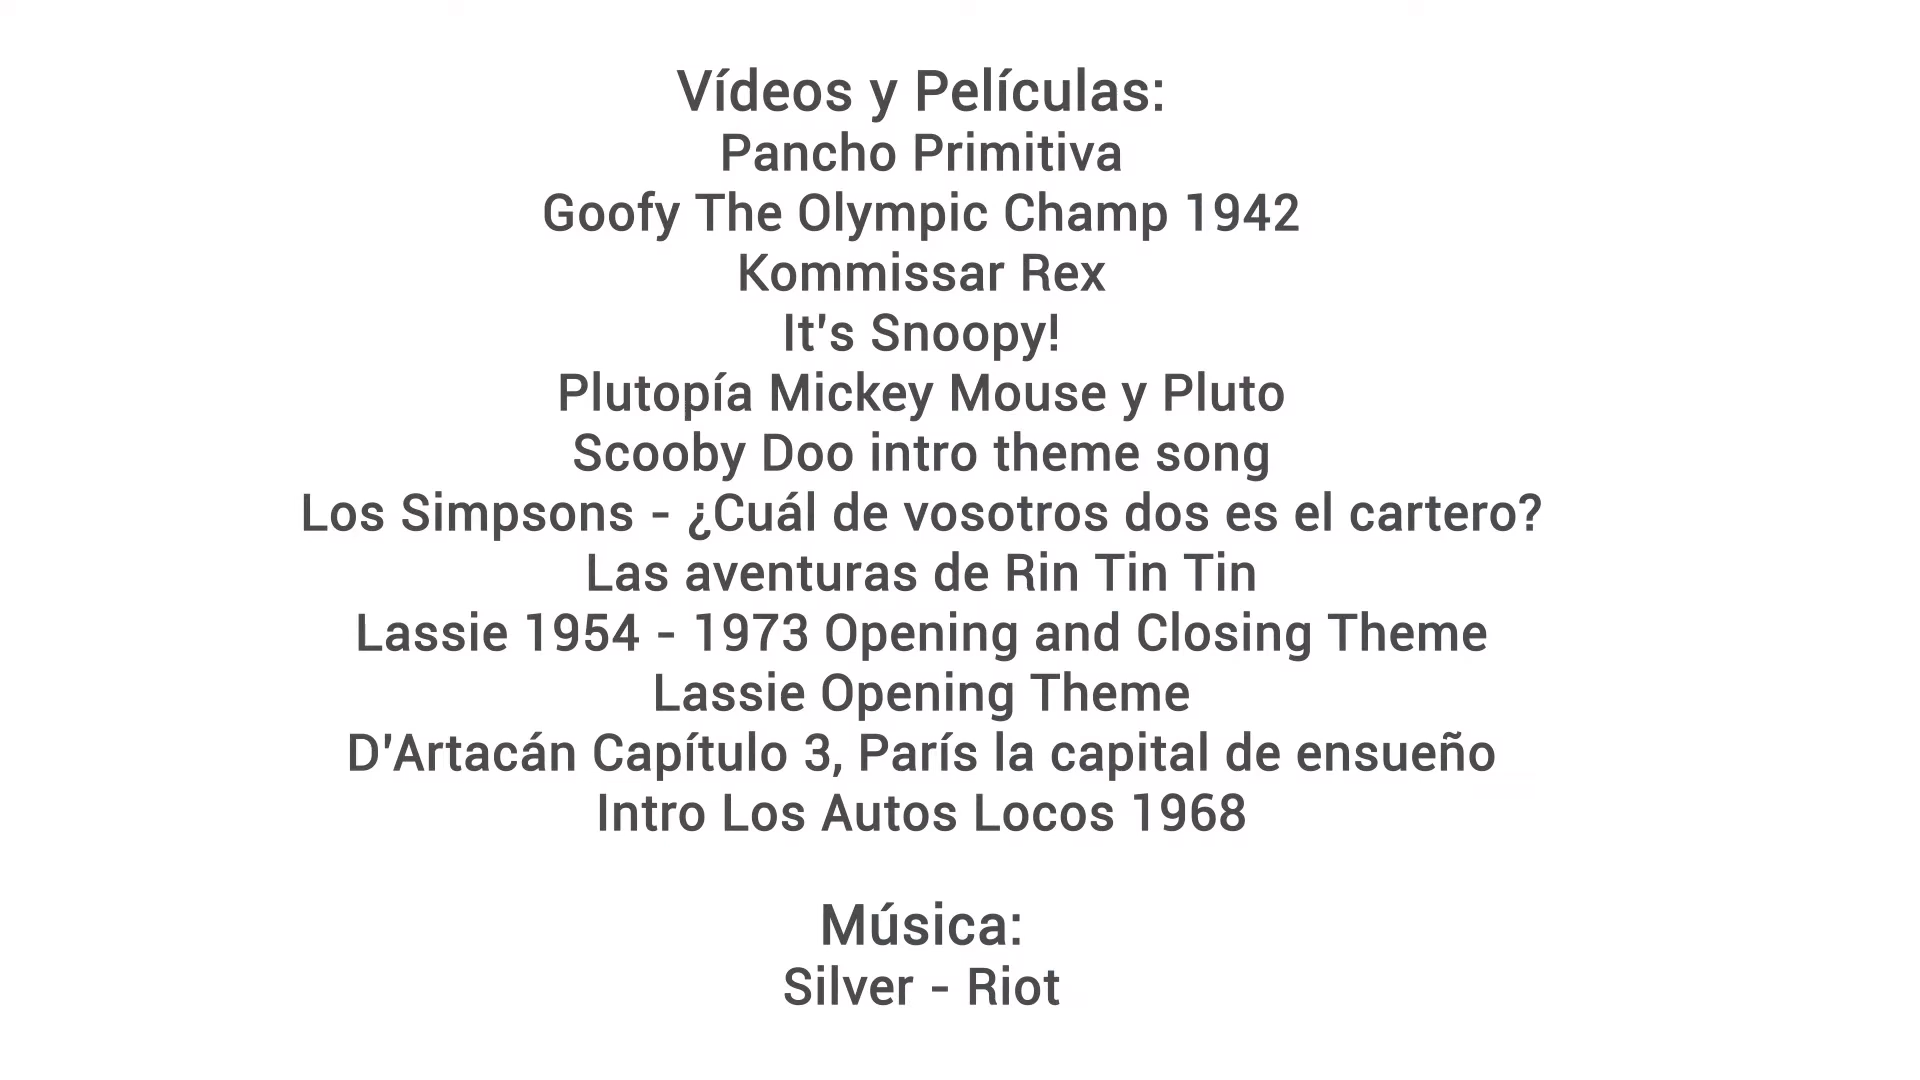 Vídeos y Películas:
Pancho Primitiva
Goofy The Olympic Champ 1942
Kommissar Rex
It's Snoopy!
Plutopía Mickey Mouse y Pluto
Scooby Doo intro theme song
Los Simpsons - ¿Cuál de vosotros dos es el cartero?
Las aventuras de Rin Tin Tin
Lassie 1954 - 1973 Opening and Closing Theme
Lassie Opening Theme
D'Artacán Capítulo 3, París la capital de ensueño
Intro Los Autos Locos 1968
Música:
Silver - Riot